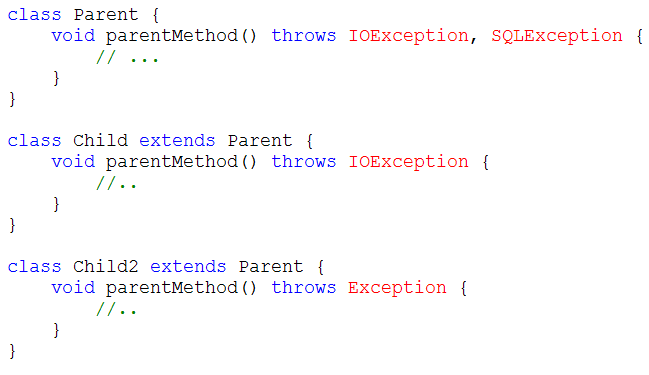 class Parent {
    void parentMethod() throws IOException, SQLException {
        // ...
    }
}

class Child extends Parent {
    void parentMethod() throws IOException {
        //..
    }
}

class Child2 extends Parent {
    void parentMethod() throws Exception {
        //..
    }
}